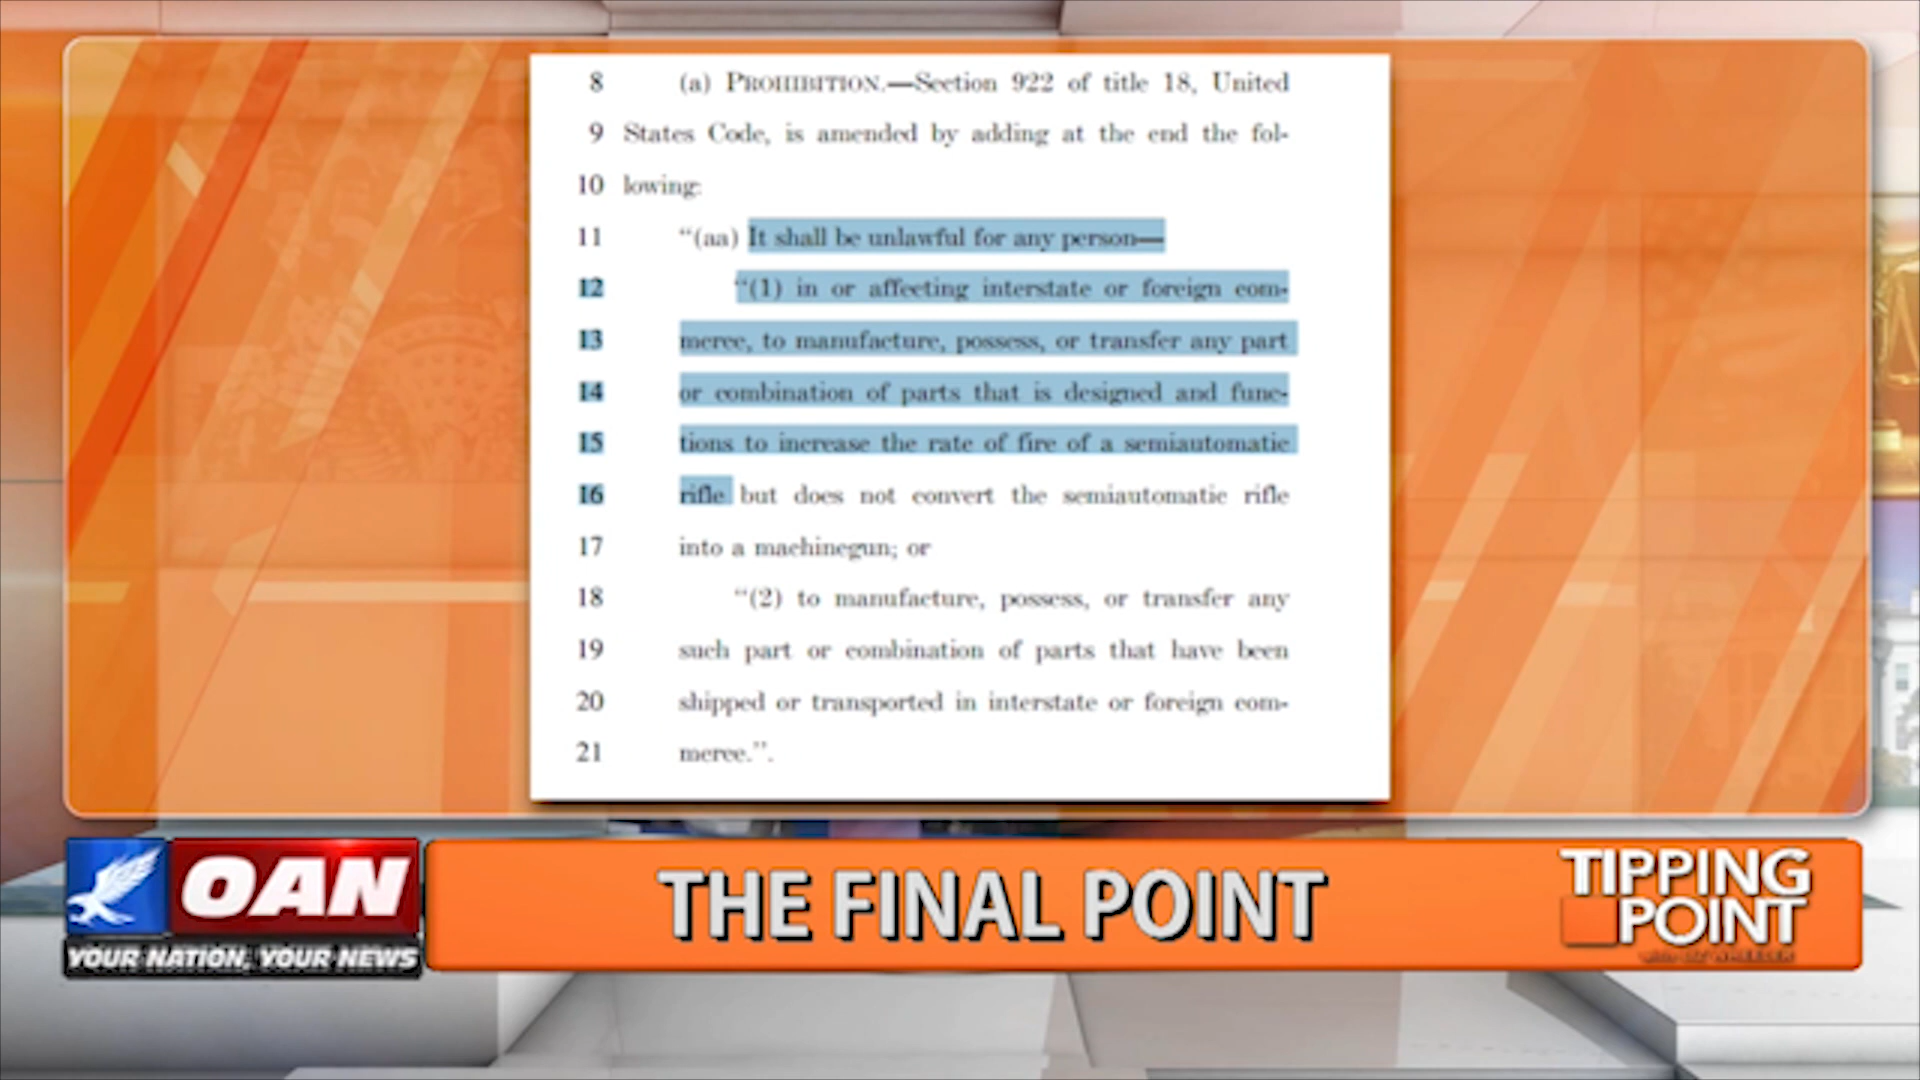 8 (a) PROHIBITION.—Section 922 of title 18, United
9 States Code, is amended by adding at the end the fol-
10 lowing:
11 “(aa) It shall be unlawful for any person—
12 “(1) in or affecting interstate or foreign com-
13 merce, to manufacture, possess, or transfer any part
14 or combination of parts that is designed and func-
15 tions to increase the rate of fire of a semiautomatic
16 rifle but does not convert the semiautomatic rifle
17 into a machinegun; or
18 “(2) to manufacture, possess, or transfer any
19 such part or combination of parts that have been
20 shipped or transported in interstate or foreign com-
21 merce.”.
OAN
YOUR NATION, YOUR NEWS
THE FINAL POINT
TIPPING
POINT